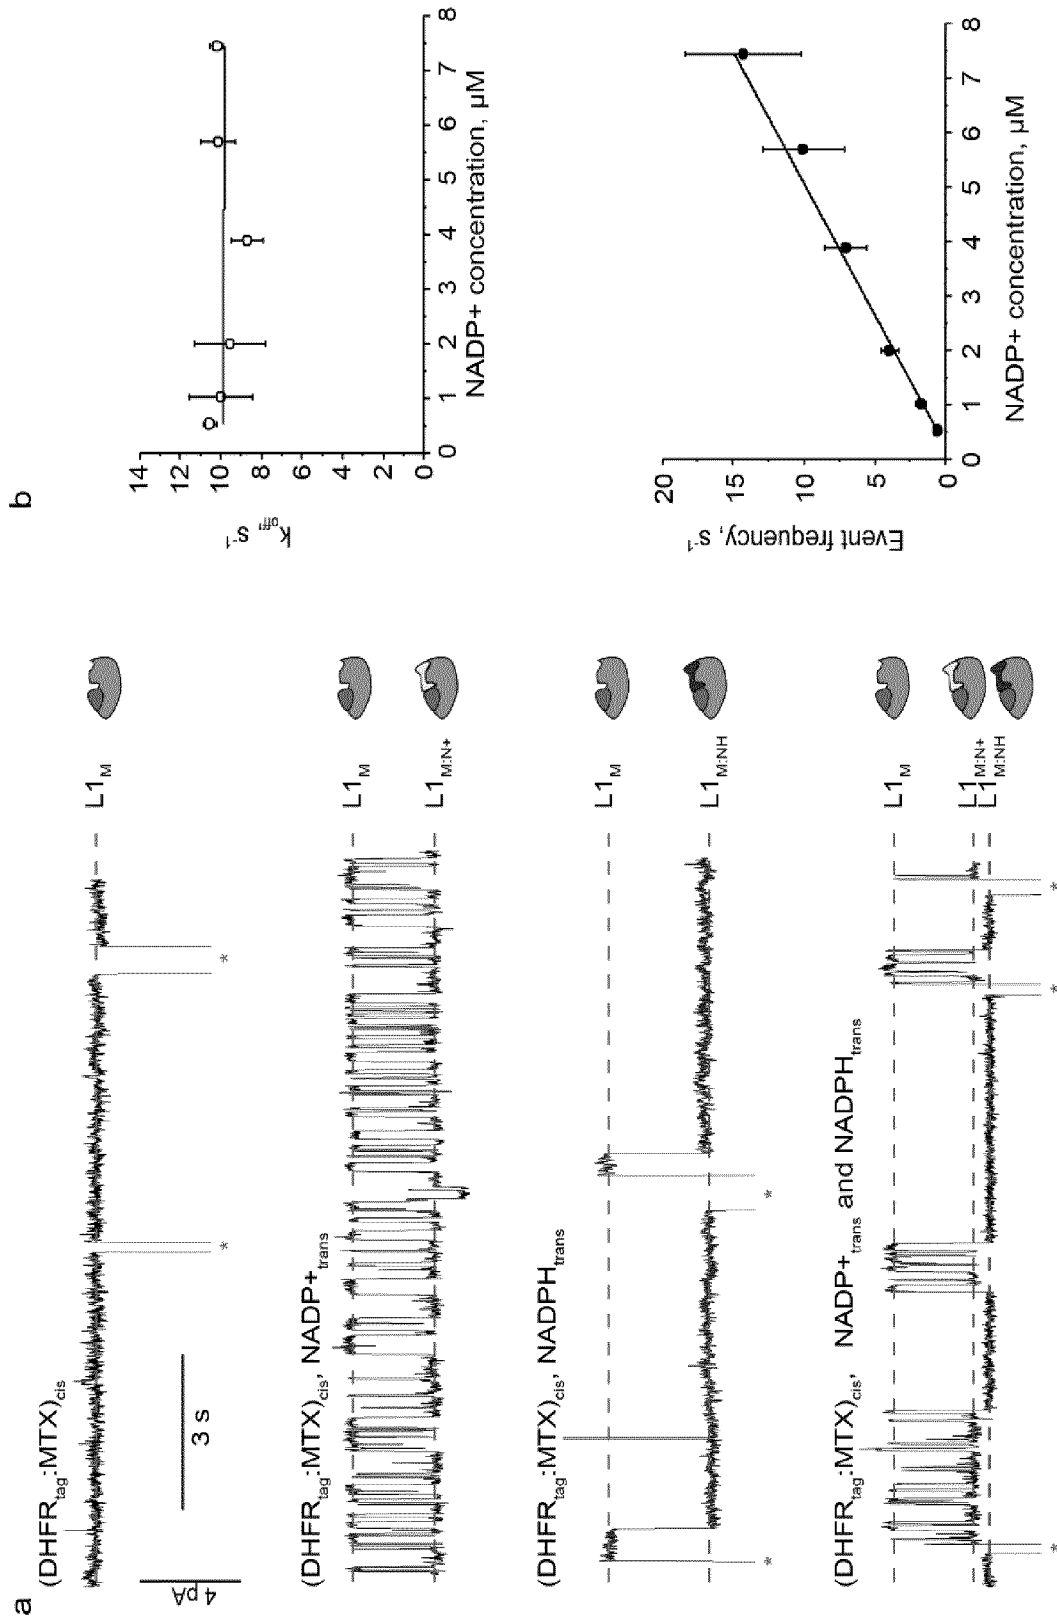 a
(DHFR_tag:MTX)_cis
L1_M
4 pA
3 s
*
*
(DHFR_tag:MTX)_cis, NADP+_trans
L1_M
L1_M:N+
(DHFR_tag:MTX)_cis, NADPH_trans
L1_M
L1_M:NH
*
*
(DHFR_tag:MTX)_cis, NADP+_trans and NADPH_trans
L1_M
L1_M:N+
L1_M:NH
*
*
*
b
k_off, s⁻¹
14
12
10
8
6
4
2
0
0 1 2 3 4 5 6 7 8
NADP+ concentration, µM
Event frequency, s⁻¹
20
15
10
5
0
0 1 2 3 4 5 6 7 8
NADP+ concentration, µM